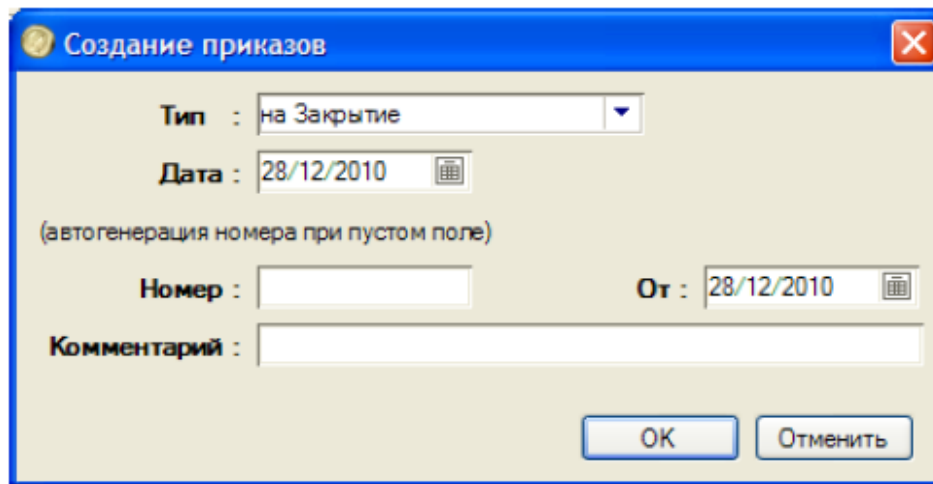 Создание приказов
Тип : на Закрытие
Дата : 28/12/2010
(автогенерация номера при пустом поле)
Номер : От : 28/12/2010
Комментарий :
OK Отменить